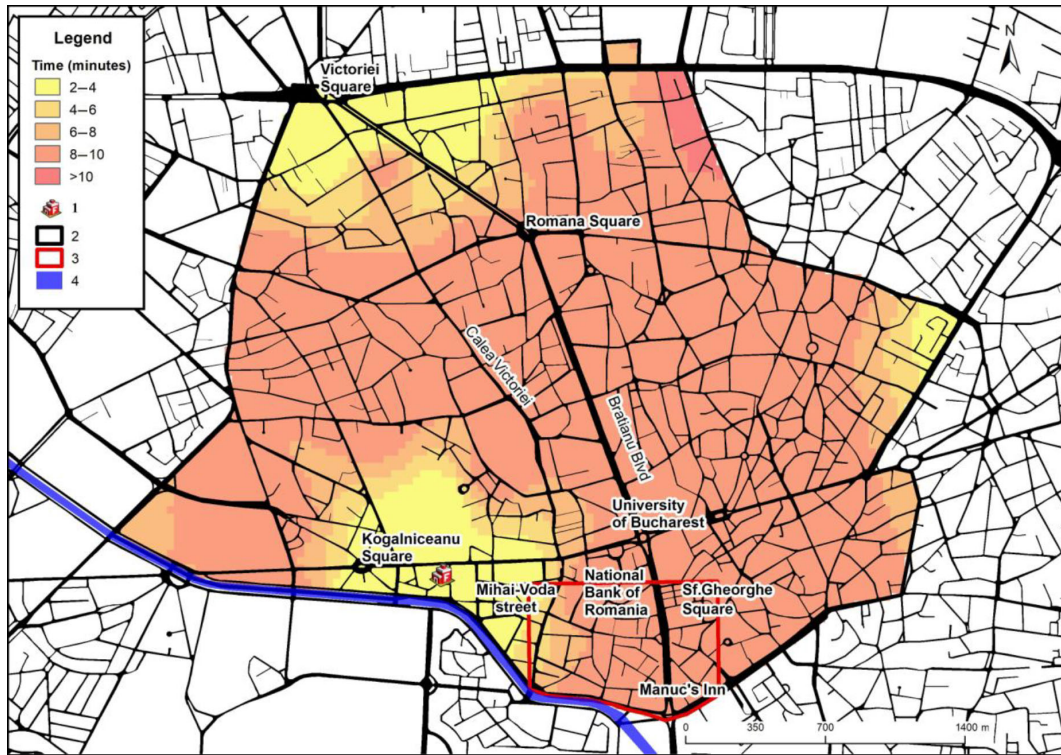 Legend
Time (minutes)
2–4
4–6
6–8
8–10
>10
1
2
3
4
N
Victoriei
Square
Romana Square
Calea Victoriei
Bratianu Blvd
University
of Bucharest
Kogalniceanu
Square
Mihai-Voda
street
National
Bank of
Romania
Sf.Gheorghe
Square
Manuc's Inn
0 350 700 1400 m